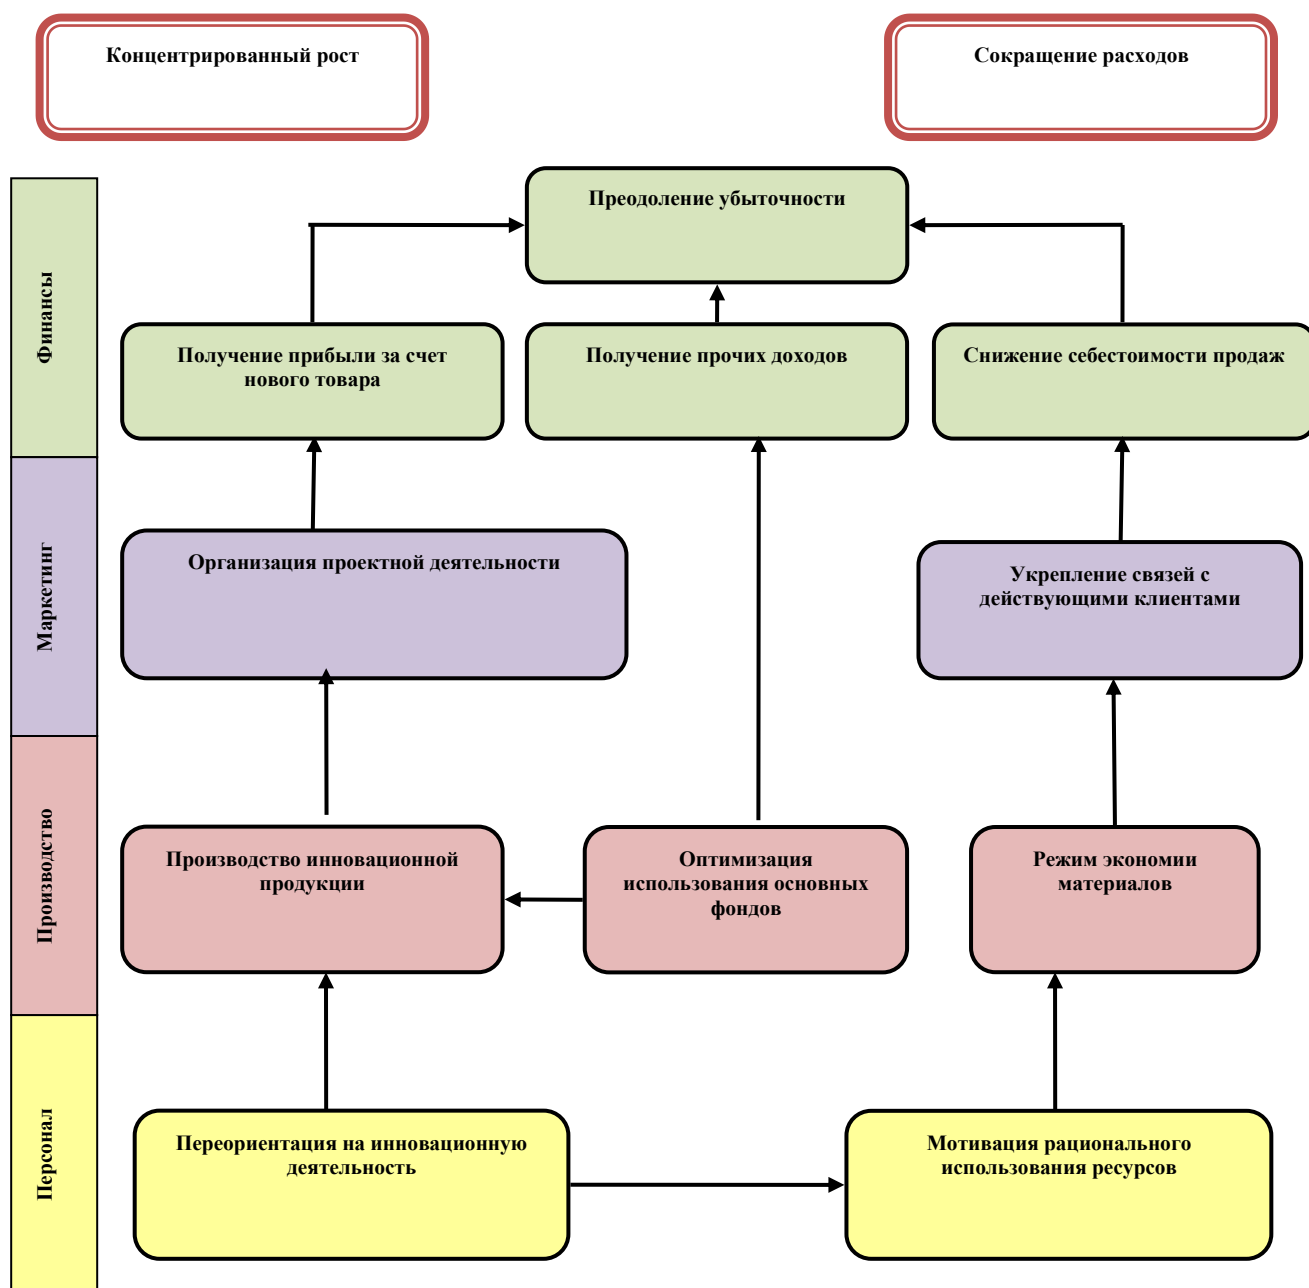 Концентрированный рост
Сокращение расходов
Финансы
Преодоление убыточности
Получение прибыли за счет
нового товара
Получение прочих доходов
Снижение себестоимости продаж
Маркетинг
Организация проектной деятельности
Укрепление связей с
действующими клиентами
Производство
Производство инновационной
продукции
Оптимизация
использования основных
фондов
Режим экономии
материалов
Персонал
Переориентация на инновационную
деятельность
Мотивация рационального
использования ресурсов